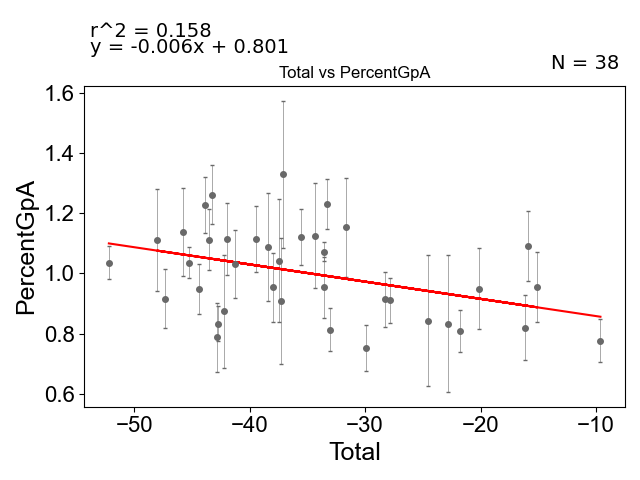 r^2 = 0.158
y = -0.006x + 0.801
N = 38
Total vs PercentGpA
PercentGpA
1.6
1.4
1.2
1.0
0.8
0.6
−50 −40 −30 −20 −10
Total